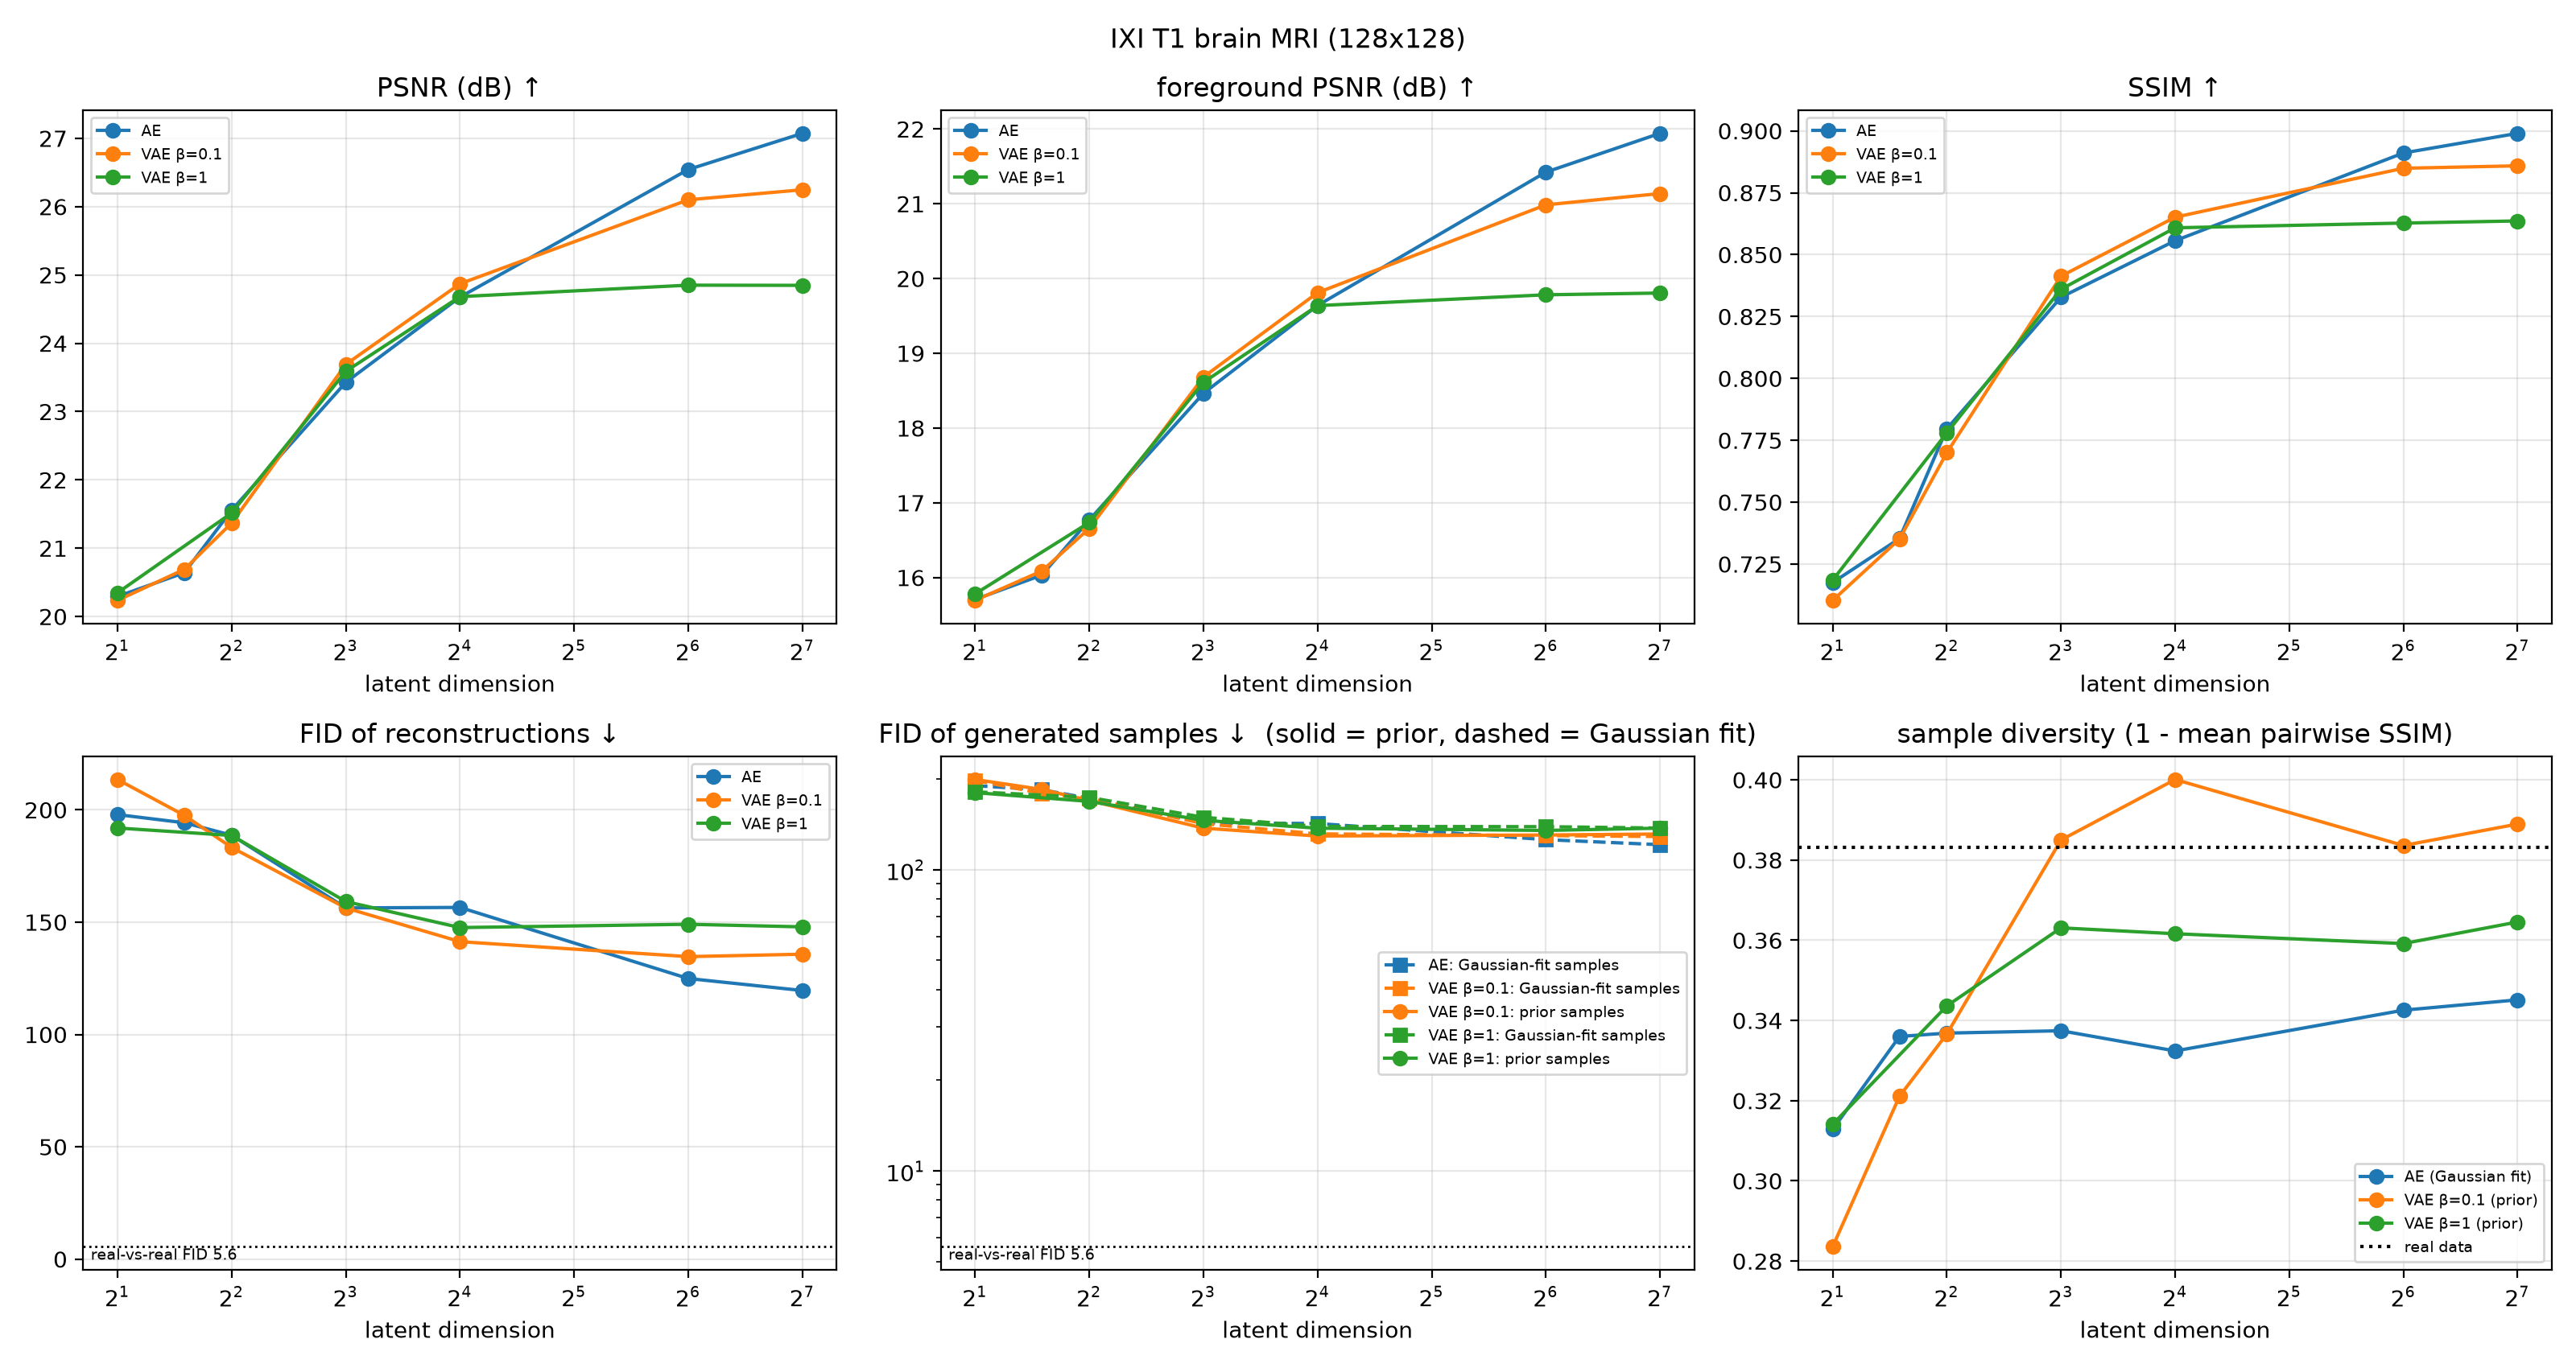 IXI T1 brain MRI (128x128)
PSNR (dB) ↑
27
26
25
24
23
22
21
20
AE
VAE β=0.1
VAE β=1
2¹ 2² 2³ 2⁴ 2⁵ 2⁶ 2⁷
latent dimension
foreground PSNR (dB) ↑
22
21
20
19
18
17
16
AE
VAE β=0.1
VAE β=1
2¹ 2² 2³ 2⁴ 2⁵ 2⁶ 2⁷
latent dimension
SSIM ↑
0.900
0.875
0.850
0.825
0.800
0.775
0.750
0.725
AE
VAE β=0.1
VAE β=1
2¹ 2² 2³ 2⁴ 2⁵ 2⁶ 2⁷
latent dimension
FID of reconstructions ↓
200
150
100
50
0
AE
VAE β=0.1
VAE β=1
real-vs-real FID 5.6
2¹ 2² 2³ 2⁴ 2⁵ 2⁶ 2⁷
latent dimension
FID of generated samples ↓ (solid = prior, dashed = Gaussian fit)
10²
10¹
AE: Gaussian-fit samples
VAE β=0.1: Gaussian-fit samples
VAE β=0.1: prior samples
VAE β=1: Gaussian-fit samples
VAE β=1: prior samples
real-vs-real FID 5.6
2¹ 2² 2³ 2⁴ 2⁵ 2⁶ 2⁷
latent dimension
sample diversity (1 - mean pairwise SSIM)
0.40
0.38
0.36
0.34
0.32
0.30
0.28
AE (Gaussian fit)
VAE β=0.1 (prior)
VAE β=1 (prior)
real data
2¹ 2² 2³ 2⁴ 2⁵ 2⁶ 2⁷
latent dimension